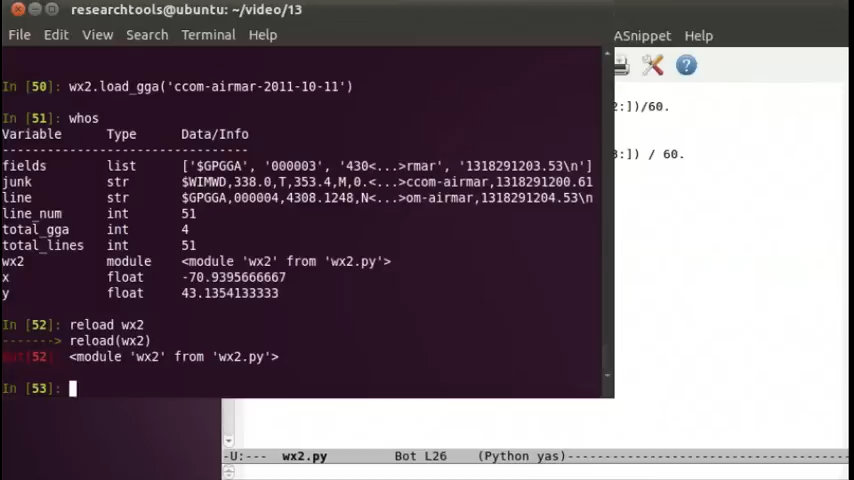 researchtools@ubuntu: ~/video/13
File Edit View Search Terminal Help
ASnippet Help
In [50]: wx2.load_gga('ccom-airmar-2011-10-11')
2:])/60.
In [51]: whos
Variable Type Data/Info
-------------------------------
3:]) / 60.
fields list ['$GPGGA', '000003', '430<...>rmar', '1318291203.53\n']
junk str $WIMWD,338.0,T,353.4,M,0.<...>ccom-airmar,1318291200.61
line str $GPGGA,000004,4308.1248,N<...>om-airmar,1318291204.53\n
line_num int 51
total_gga int 4
total_lines int 51
wx2 module <module 'wx2' from 'wx2.py'>
x float -70.9395666667
y float 43.1354133333
In [52]: reload wx2
-------> reload(wx2)
Out[52]: <module 'wx2' from 'wx2.py'>
In [53]:
-U:--- wx2.py Bot L26 (Python yas)------------------------